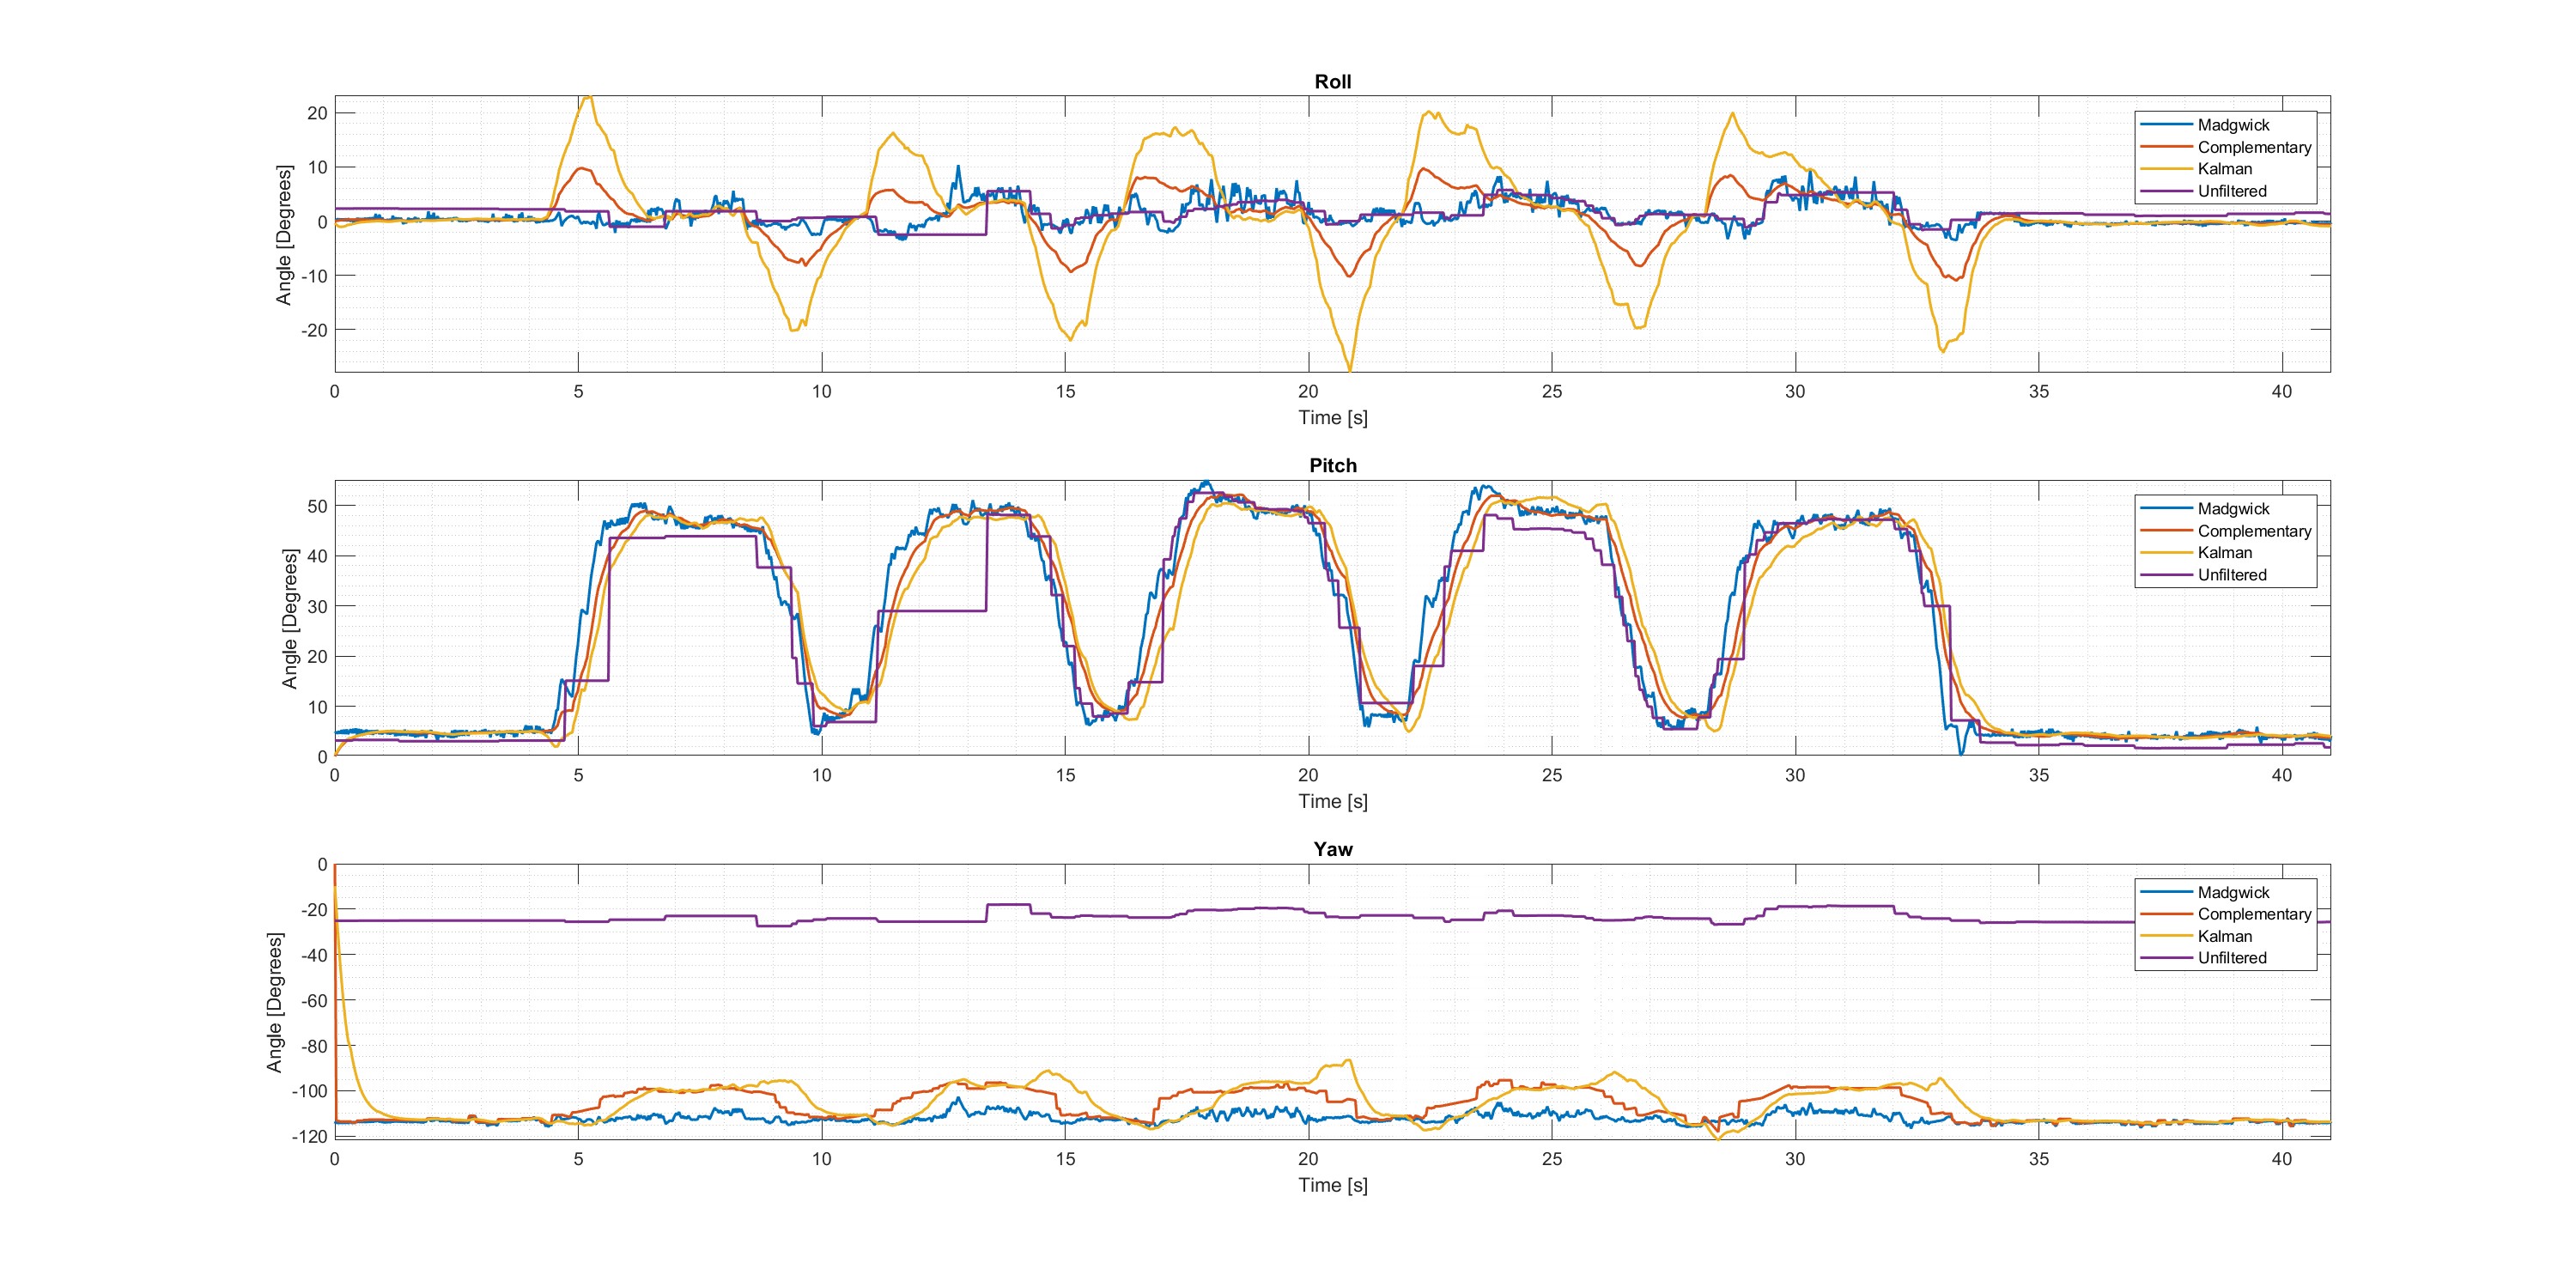 Roll
Angle [Degrees]
20
10
0
-10
-20
0 5 10 15 20 25 30 35 40
Time [s]
Madgwick
Complementary
Kalman
Unfiltered
Pitch
Angle [Degrees]
50
40
30
20
10
0
0 5 10 15 20 25 30 35 40
Time [s]
Madgwick
Complementary
Kalman
Unfiltered
Yaw
Angle [Degrees]
0
-20
-40
-60
-80
-100
-120
0 5 10 15 20 25 30 35 40
Time [s]
Madgwick
Complementary
Kalman
Unfiltered